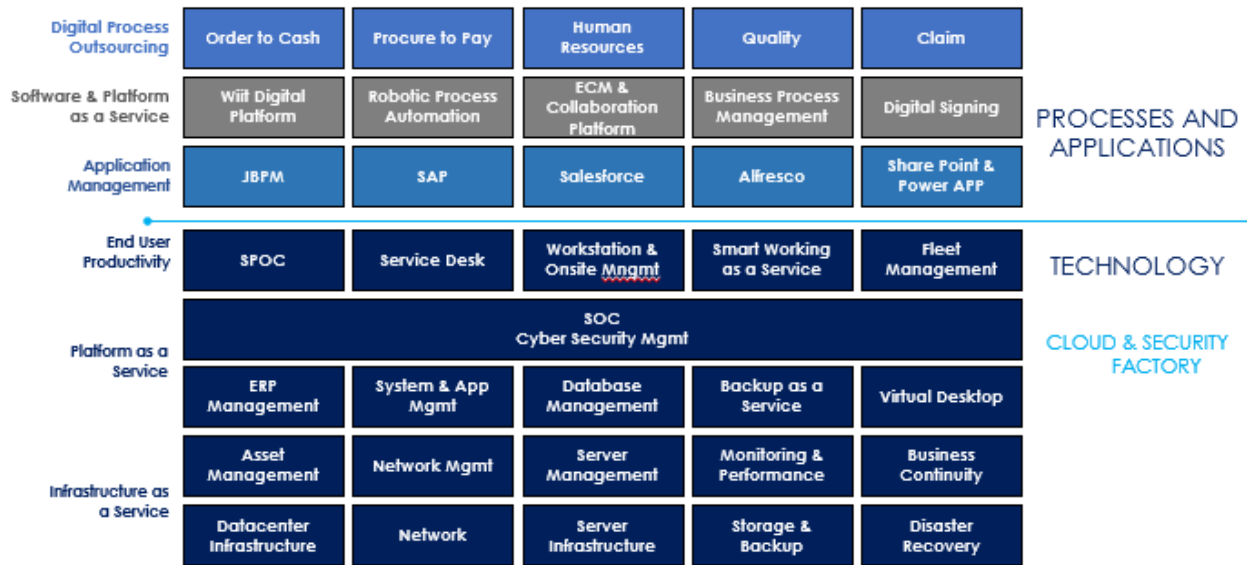 Digital Process
Outsourcing
Order to Cash
Procure to Pay
Human
Resources
Quality
Claim
Software & Platform
as a Service
Wiit Digital
Platform
Robotic Process
Automation
ECM &
Collaboration
Platform
Business Process
Management
Digital Signing
PROCESSES AND
APPLICATIONS
Application
Management
JBPM
SAP
Salesforce
Alfresco
Share Point &
Power APP
End User
Productivity
SPOC
Service Desk
Workstation &
Onsite Mngmt
Smart Working
as a Service
Fleet
Management
TECHNOLOGY
SOC
Cyber Security Mgmt
CLOUD & SECURITY
FACTORY
Platform as a
Service
ERP
Management
System & App
Mgmt
Database
Management
Backup as a
Service
Virtual Desktop
Infrastructure as
a Service
Asset
Management
Network Mgmt
Server
Management
Monitoring &
Performance
Business
Continuity
Datacenter
Infrastructure
Network
Server
Infrastructure
Storage &
Backup
Disaster
Recovery